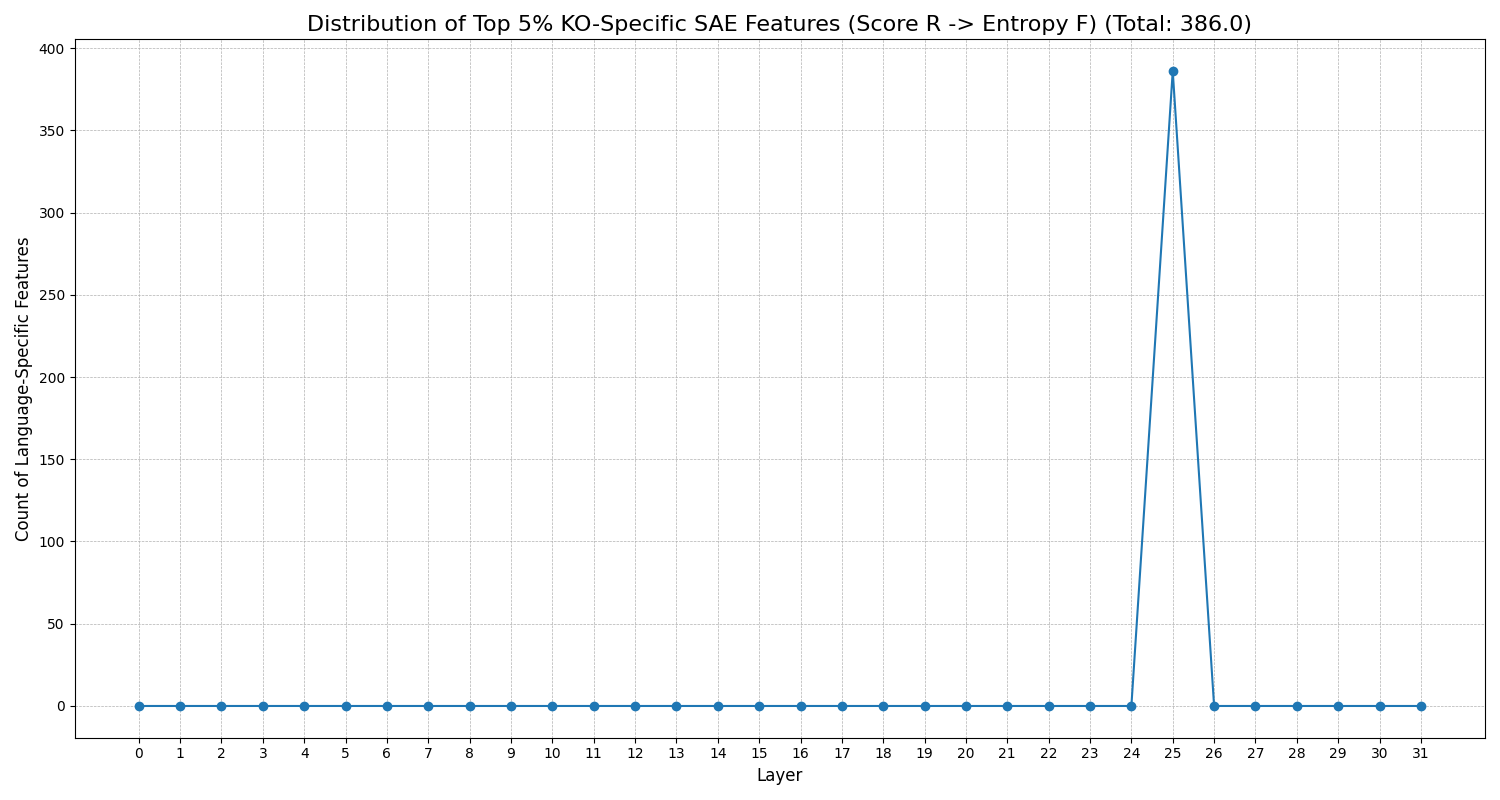 Distribution of Top 5% KO-Specific SAE Features (Score R -> Entropy F) (Total: 386.0)
Count of Language-Specific Features
400
350
300
250
200
150
100
50
0
0 1 2 3 4 5 6 7 8 9 10 11 12 13 14 15 16 17 18 19 20 21 22 23 24 25 26 27 28 29 30 31
Layer